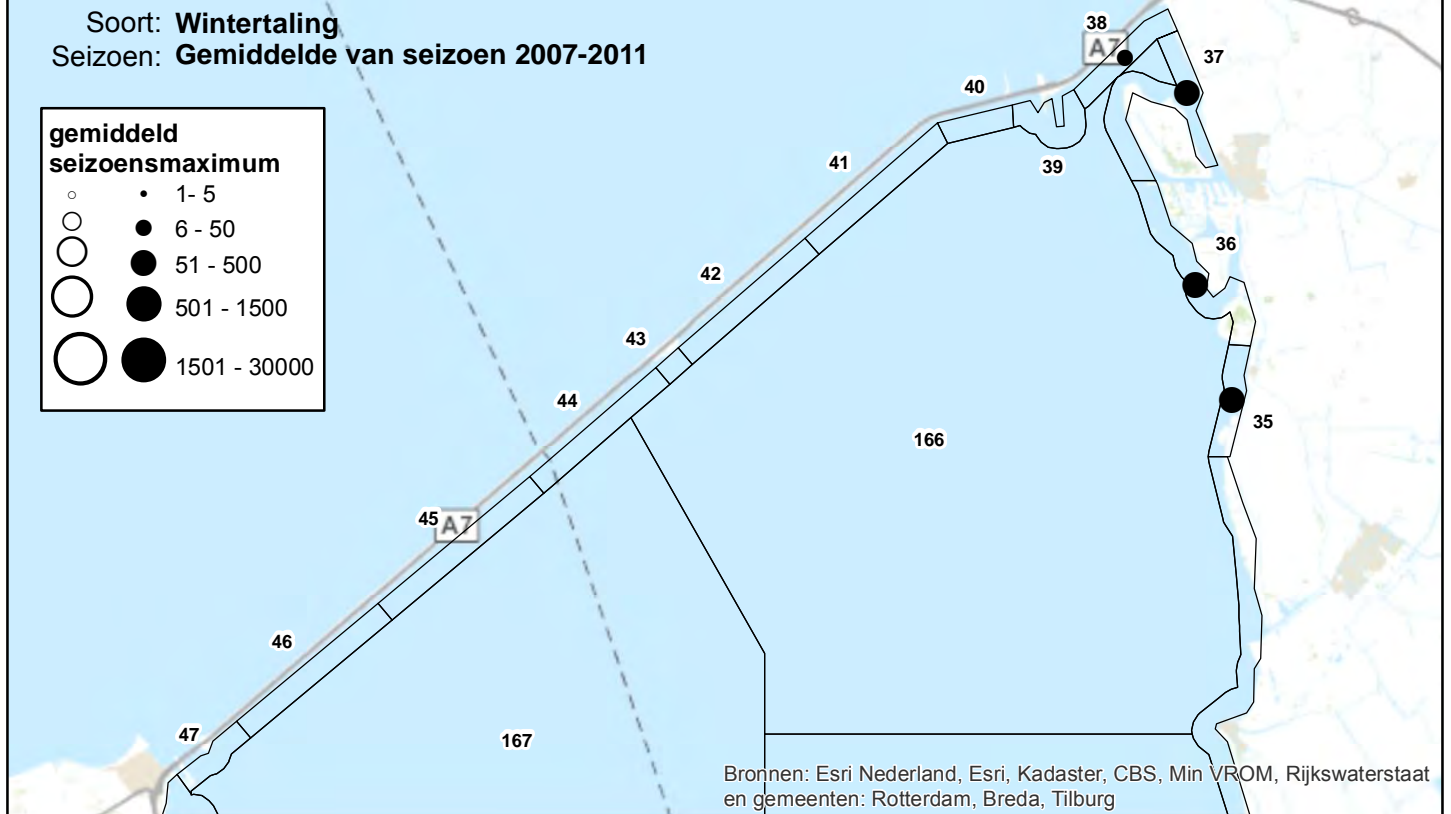 Soort: Wintertaling
Seizoen: Gemiddelde van seizoen 2007-2011
gemiddeld
seizoensmaximum
1- 5
6 - 50
51 - 500
501 - 1500
1501 - 30000
38
A7
37
40
41
39
36
42
43
44
35
166
45
A7
46
47
167
Bronnen: Esri Nederland, Esri, Kadaster, CBS, Min VROM, Rijkswaterstaat
en gemeenten: Rotterdam, Breda, Tilburg